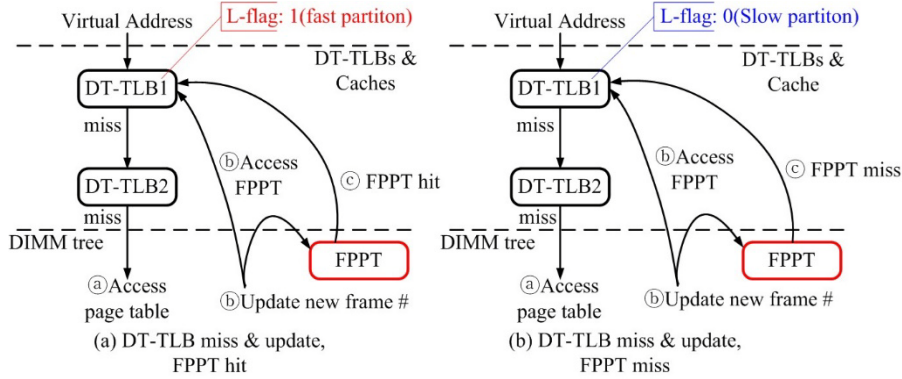 Virtual Address
L-flag: 1(fast partiton)
DT-TLBs &
Caches
DT-TLB1
miss
ⓑAccess
FPPT
ⓒ FPPT hit
DT-TLB2
miss
DIMM tree
FPPT
ⓐAccess
page table
ⓑUpdate new frame #
(a) DT-TLB miss & update,
FPPT hit
Virtual Address
L-flag: 0(Slow partiton)
DT-TLBs &
Cache
DT-TLB1
miss
ⓑAccess
FPPT
ⓒ FPPT miss
DT-TLB2
miss
DIMM tree
FPPT
ⓐAccess
page table
ⓑUpdate new frame #
(b) DT-TLB miss & update,
FPPT miss